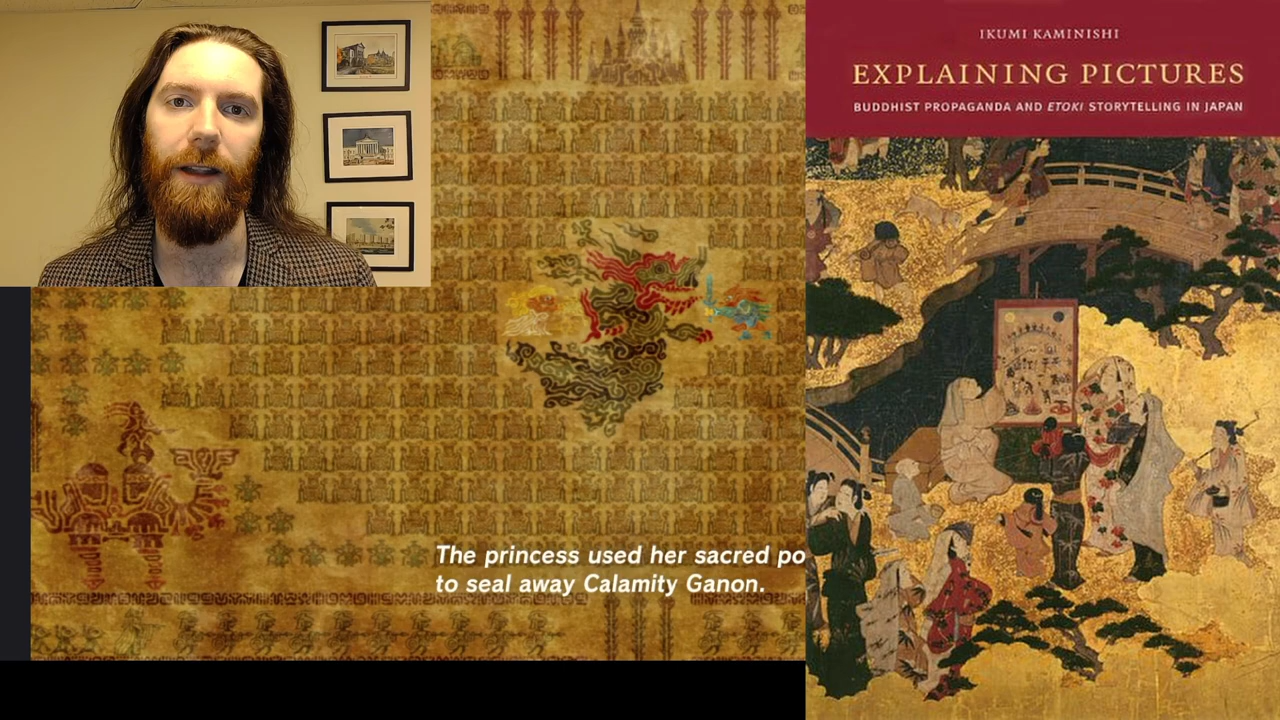 IKUMI KAMINISHI
EXPLAINING PICTURES
BUDDHIST PROPAGANDA AND ETOKI STORYTELLING IN JAPAN
The princess used her sacred po
to seal away Calamity Ganon.